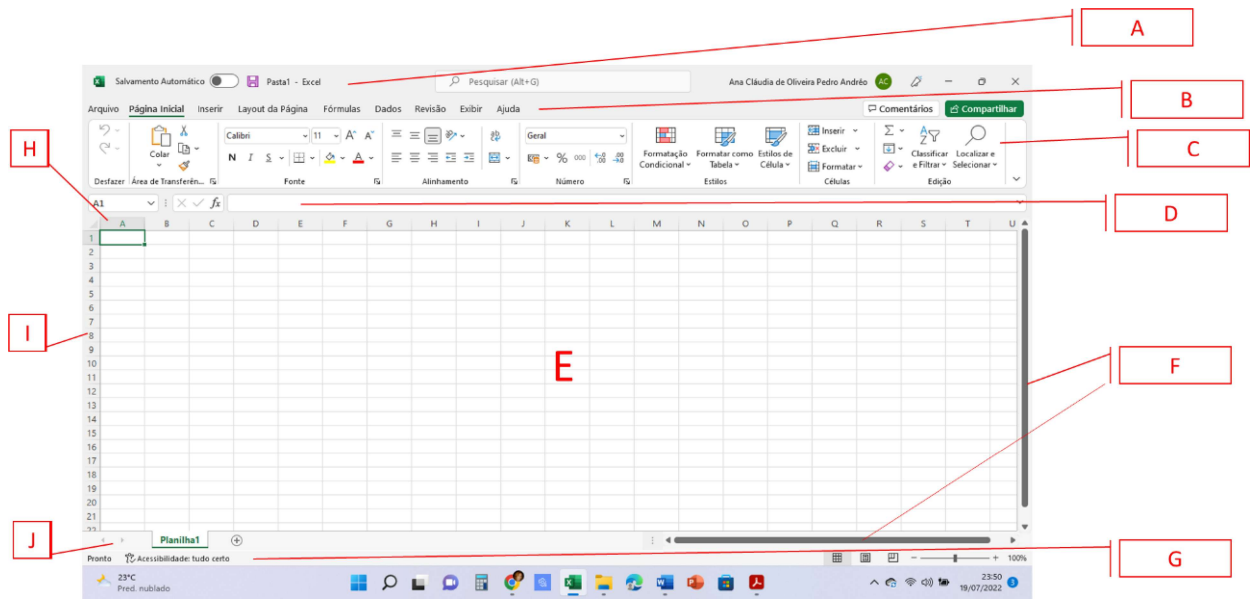 A
Salvamento Automático
Pasta1 - Excel
Pesquisar (Alt+G)
Ana Cláudia de Oliveira Pedro Andrêo
AC
Arquivo Página Inicial Inserir Layout da Página Fórmulas Dados Revisão Exibir Ajuda
Comentários
Compartilhar
B
H
Colar
Calibri
11
A A
N I S
A
Geral
% 000
Formatação Condicional
Formatar como Tabela
Estilos de Célula
Inserir
Excluir
Formatar
Classificar e Filtrar
Localizar e Selecionar
C
Desfazer
Área de Transferên...
Fonte
Alinhamento
Número
Estilos
Células
Edição
A1
fx
D
A B C D E F G H I J K L M N O P Q R S T U
1
2
3
4
5
6
7
8
9
10
11
12
13
14
15
16
17
18
19
20
21
22
I
E
F
J
Planilha1
Pronto
Acessibilidade: tudo certo
100%
G
23°C
Pred. nublado
23:50
19/07/2022
3